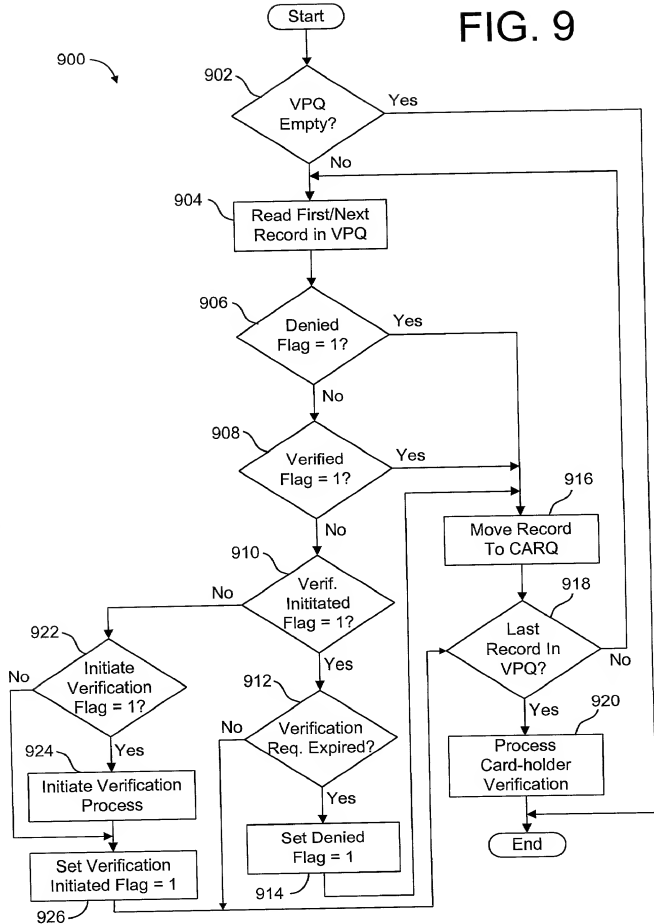 FIG. 9
Start
900
902
VPQ
Empty?
Yes
No
904
Read First/Next
Record in VPQ
906
Denied
Flag = 1?
Yes
No
908
Verified
Flag = 1?
Yes
No
910
Verif.
Inititated
Flag = 1?
No
Yes
916
Move Record
To CARQ
918
Last
Record In
VPQ?
No
Yes
922
Initiate
Verification
Flag = 1?
No
Yes
912
Verification
Req. Expired?
No
Yes
920
Process
Card-holder
Verification
924
Initiate Verification
Process
914
Set Denied
Flag = 1
End
926
Set Verification
Initiated Flag = 1